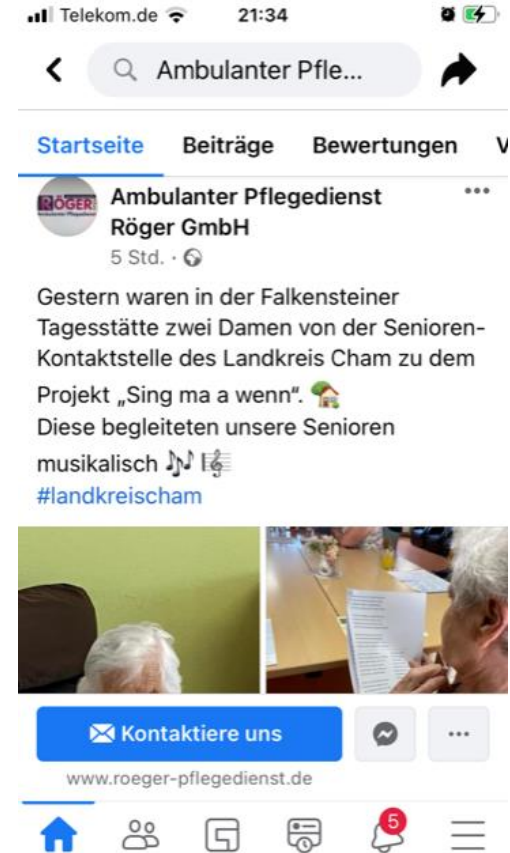 Telekom.de 21:34
Ambulanter Pfle...
Startseite Beiträge Bewertungen V
RÖGER
Ambulanter Pflegedienst
Röger GmbH
5 Std. ·
Gestern waren in der Falkensteiner
Tagesstätte zwei Damen von der Senioren-
Kontaktstelle des Landkreis Cham zu dem
Projekt „Sing ma a wenn“. 🏡
Diese begleiteten unsere Senioren
musikalisch 🎶 🎼
#landkreischam
Kontaktiere uns
www.roeger-pflegedienst.de
5